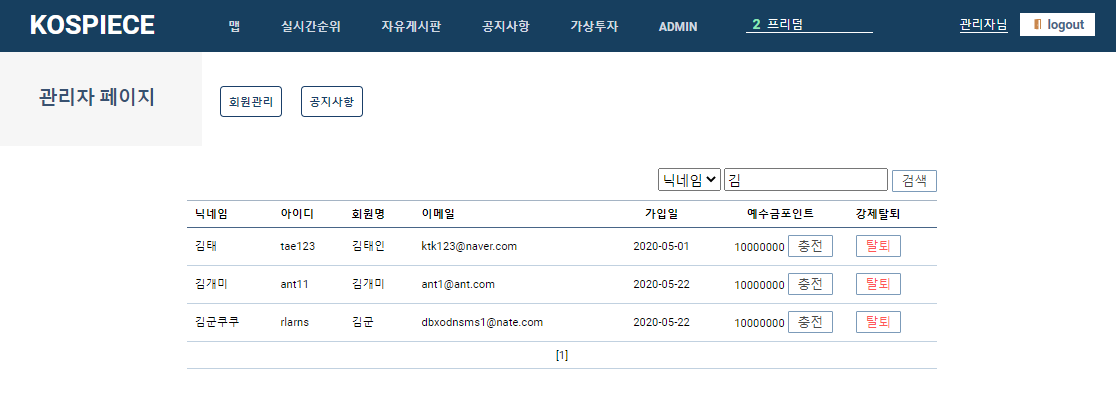 KOSPIECE 맵 실시간순위 자유게시판 공지사항 가상투자 ADMIN 2 프리덤 관리자님 logout
관리자 페이지 회원관리 공지사항
닉네임 김 검색
닉네임 아이디 회원명 이메일 가입일 예수금포인트 강제탈퇴
김태 tae123 김태인 ktk123@naver.com 2020-05-01 10000000 충전 탈퇴
김개미 ant11 김개미 ant1@ant.com 2020-05-22 10000000 충전 탈퇴
김군쿠쿠 rlarns 김군 dbxodnsms1@nate.com 2020-05-22 10000000 충전 탈퇴
[1]